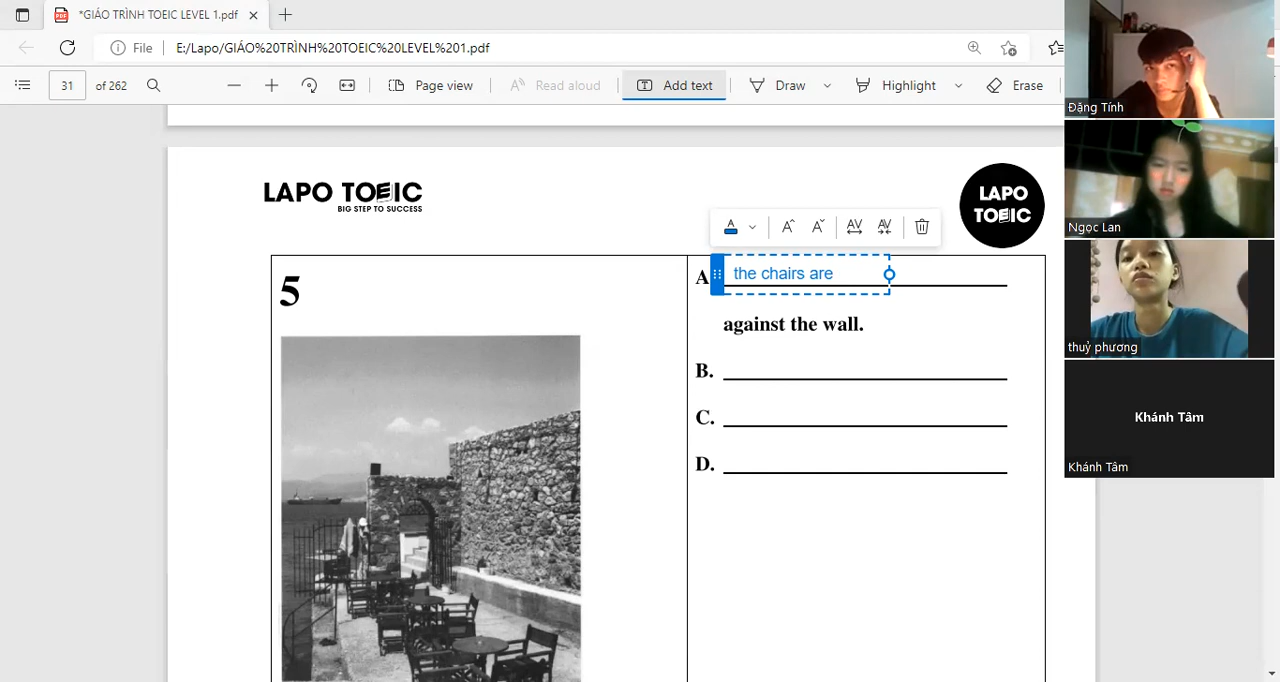 *GIÁO TRÌNH TOEIC LEVEL 1.pdf
File
E:/Lapo/GIÁO%20TRÌNH%20TOEIC%20LEVEL%201.pdf
31 of 262
Page view
Read aloud
Add text
Draw
Highlight
Erase
LAPO TOEIC
BIG STEP TO SUCCESS
LAPO
TOEIC
5
A the chairs are
against the wall.
B.
C.
D.
Đặng Tính
Ngọc Lan
thuỷ phương
Khánh Tâm
Khánh Tâm